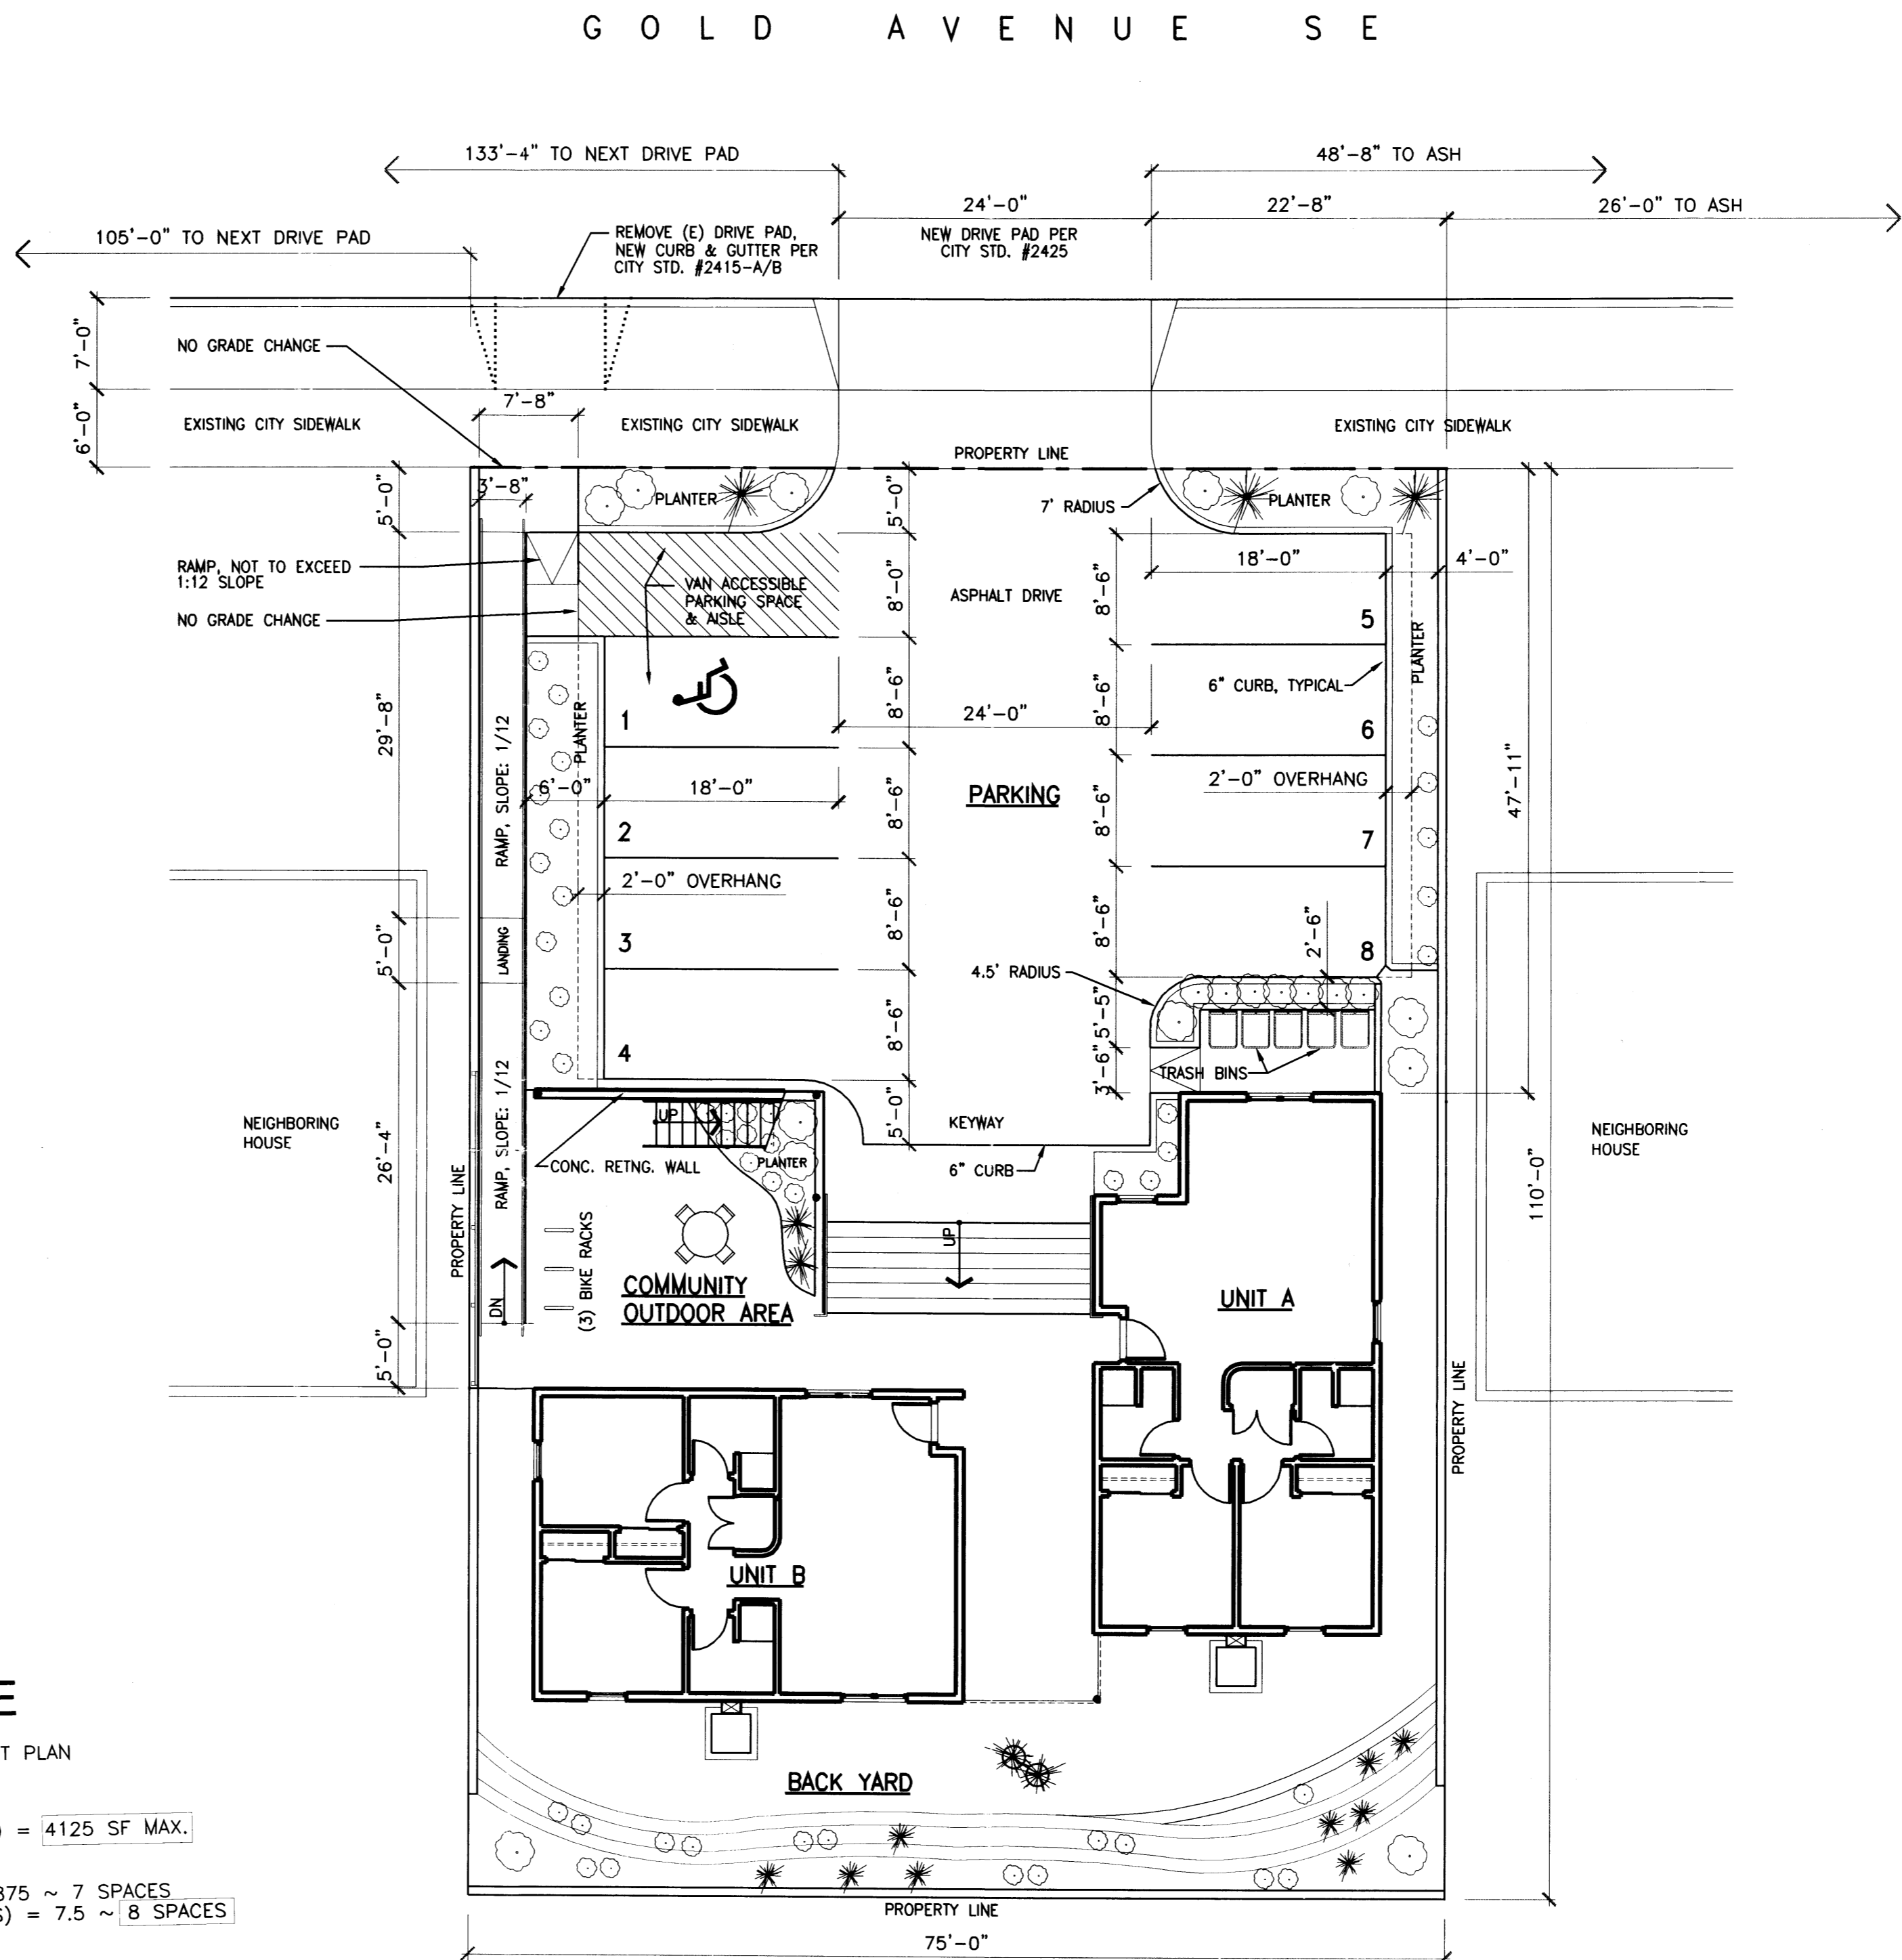 GOLD AVENUE SE
133'-4" TO NEXT DRIVE PAD
48'-8" TO ASH
24'-0"
22'-8"
26'-0" TO ASH
105'-0" TO NEXT DRIVE PAD
REMOVE (E) DRIVE PAD,
NEW CURB & GUTTER PER
CITY STD. #2415-A/B
NEW DRIVE PAD PER
CITY STD. #2425
7'-0"
NO GRADE CHANGE
7'-8"
6'-0"
EXISTING CITY SIDEWALK
EXISTING CITY SIDEWALK
EXISTING CITY SIDEWALK
PROPERTY LINE
3'-8"
5'-0"
PLANTER
5'-0"
7' RADIUS
PLANTER
RAMP, NOT TO EXCEED
1:12 SLOPE
NO GRADE CHANGE
VAN ACCESSIBLE
PARKING SPACE
& AISLE
8'-0"
ASPHALT DRIVE
8'-6"
18'-0"
4'-0"
5
PLANTER
6" CURB, TYPICAL
29'-8"
RAMP, SLOPE: 1/12
PLANTER
1
8'-6"
24'-0"
8'-6"
6
6'-0"
18'-0"
8'-6"
PARKING
2'-0" OVERHANG
8'-6"
7
47'-11"
2
2'-0" OVERHANG
5'-0"
LANDING
3
8'-6"
8'-6"
2'-6"
8
4.5' RADIUS
5'-5"
8'-6"
4
3'-6"
TRASH BINS
NEIGHBORING
HOUSE
26'-4"
RAMP, SLOPE: 1/12
UP
CONC. RETNG. WALL
PLANTER
5'-0"
KEYWAY
6" CURB
NEIGHBORING
HOUSE
110'-0"
PROPERTY LINE
DN
(3) BIKE RACKS
COMMUNITY
OUTDOOR AREA
UP
UNIT A
5'-0"
PROPERTY LINE
UNIT B
E
T PLAN
BACK YARD
) = 4125 SF MAX.
875 ~ 7 SPACES
S) = 7.5 ~ 8 SPACES
PROPERTY LINE
75'-0"